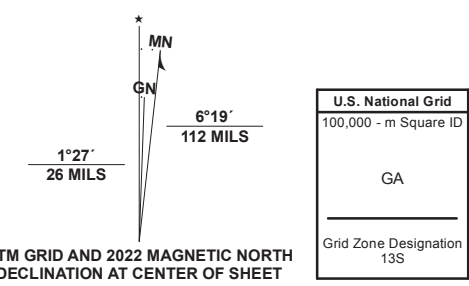 ★
MN
GN
6°19´
112 MILS
1°27´
26 MILS
TM GRID AND 2022 MAGNETIC NORTH
DECLINATION AT CENTER OF SHEET
U.S. National Grid
100,000 - m Square ID
GA
Grid Zone Designation
13S